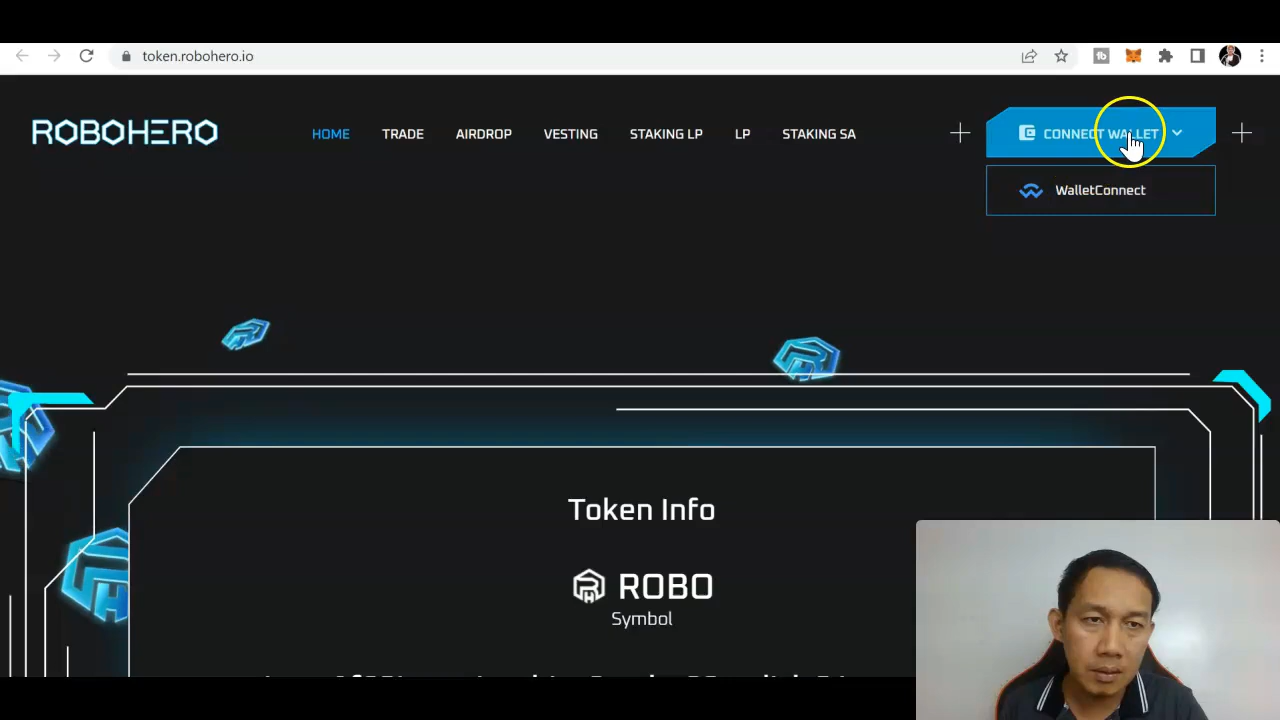 token.robohero.io
ROBOHERO
HOME
TRADE
AIRDROP
VESTING
STAKING LP
LP
STAKING SA
CONNECT WALLET
WalletConnect
Token Info
ROBO
Symbol